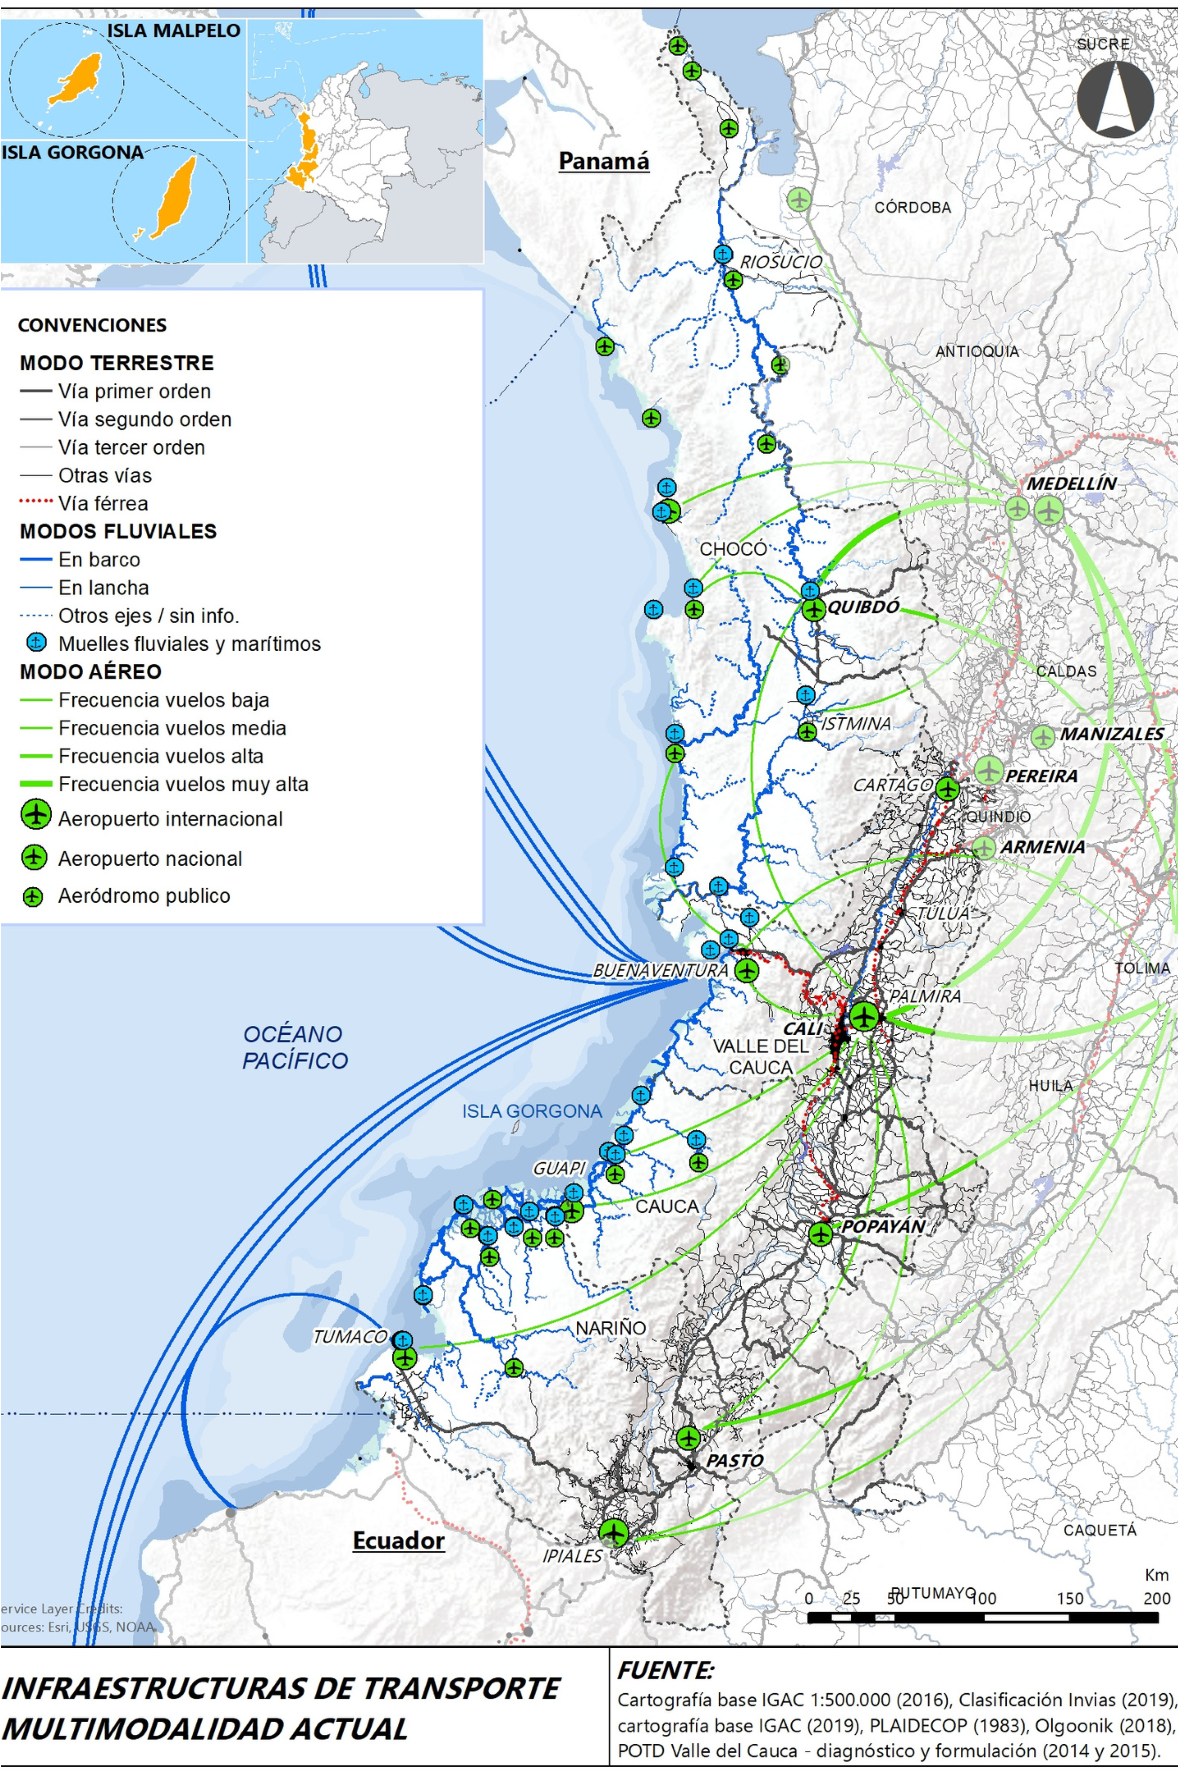 ISLA MALPELO
ISLA GORGONA
SUCRE
Panamá
CÓRDOBA
RIOSUCIO
ANTIOQUIA
CONVENCIONES
MODO TERRESTRE
Vía primer orden
Vía segundo orden
Vía tercer orden
Otras vías
Vía férrea
MODOS FLUVIALES
En barco
En lancha
Otros ejes / sin info.
Muelles fluviales y marítimos
MODO AÉREO
Frecuencia vuelos baja
Frecuencia vuelos media
Frecuencia vuelos alta
Frecuencia vuelos muy alta
Aeropuerto internacional
Aeropuerto nacional
Aeródromo publico
MEDELLÍN
CHOCÓ
QUIBDÓ
CALDAS
ISTMINA
MANIZALES
PEREIRA
CARTAGO
QUINDIO
ARMENIA
TULUÁ
BUENAVENTURA
TOLIMA
PALMIRA
CALI
OCÉANO
PACÍFICO
VALLE DEL
CAUCA
HUILA
ISLA GORGONA
GUAPI
CAUCA
POPAYÁN
TUMACO
NARIÑO
PASTO
Ecuador
IPIALES
CAQUETÁ
PUTUMAYO
Km
0 25 50 100 150 200
ervice Layer Credits:
ources: Esri, USGS, NOAA
INFRAESTRUCTURAS DE TRANSPORTE
MULTIMODALIDAD ACTUAL
FUENTE:
Cartografía base IGAC 1:500.000 (2016), Clasificación Invias (2019),
cartografía base IGAC (2019), PLAIDECOP (1983), Olgoonik (2018),
POTD Valle del Cauca - diagnóstico y formulación (2014 y 2015).